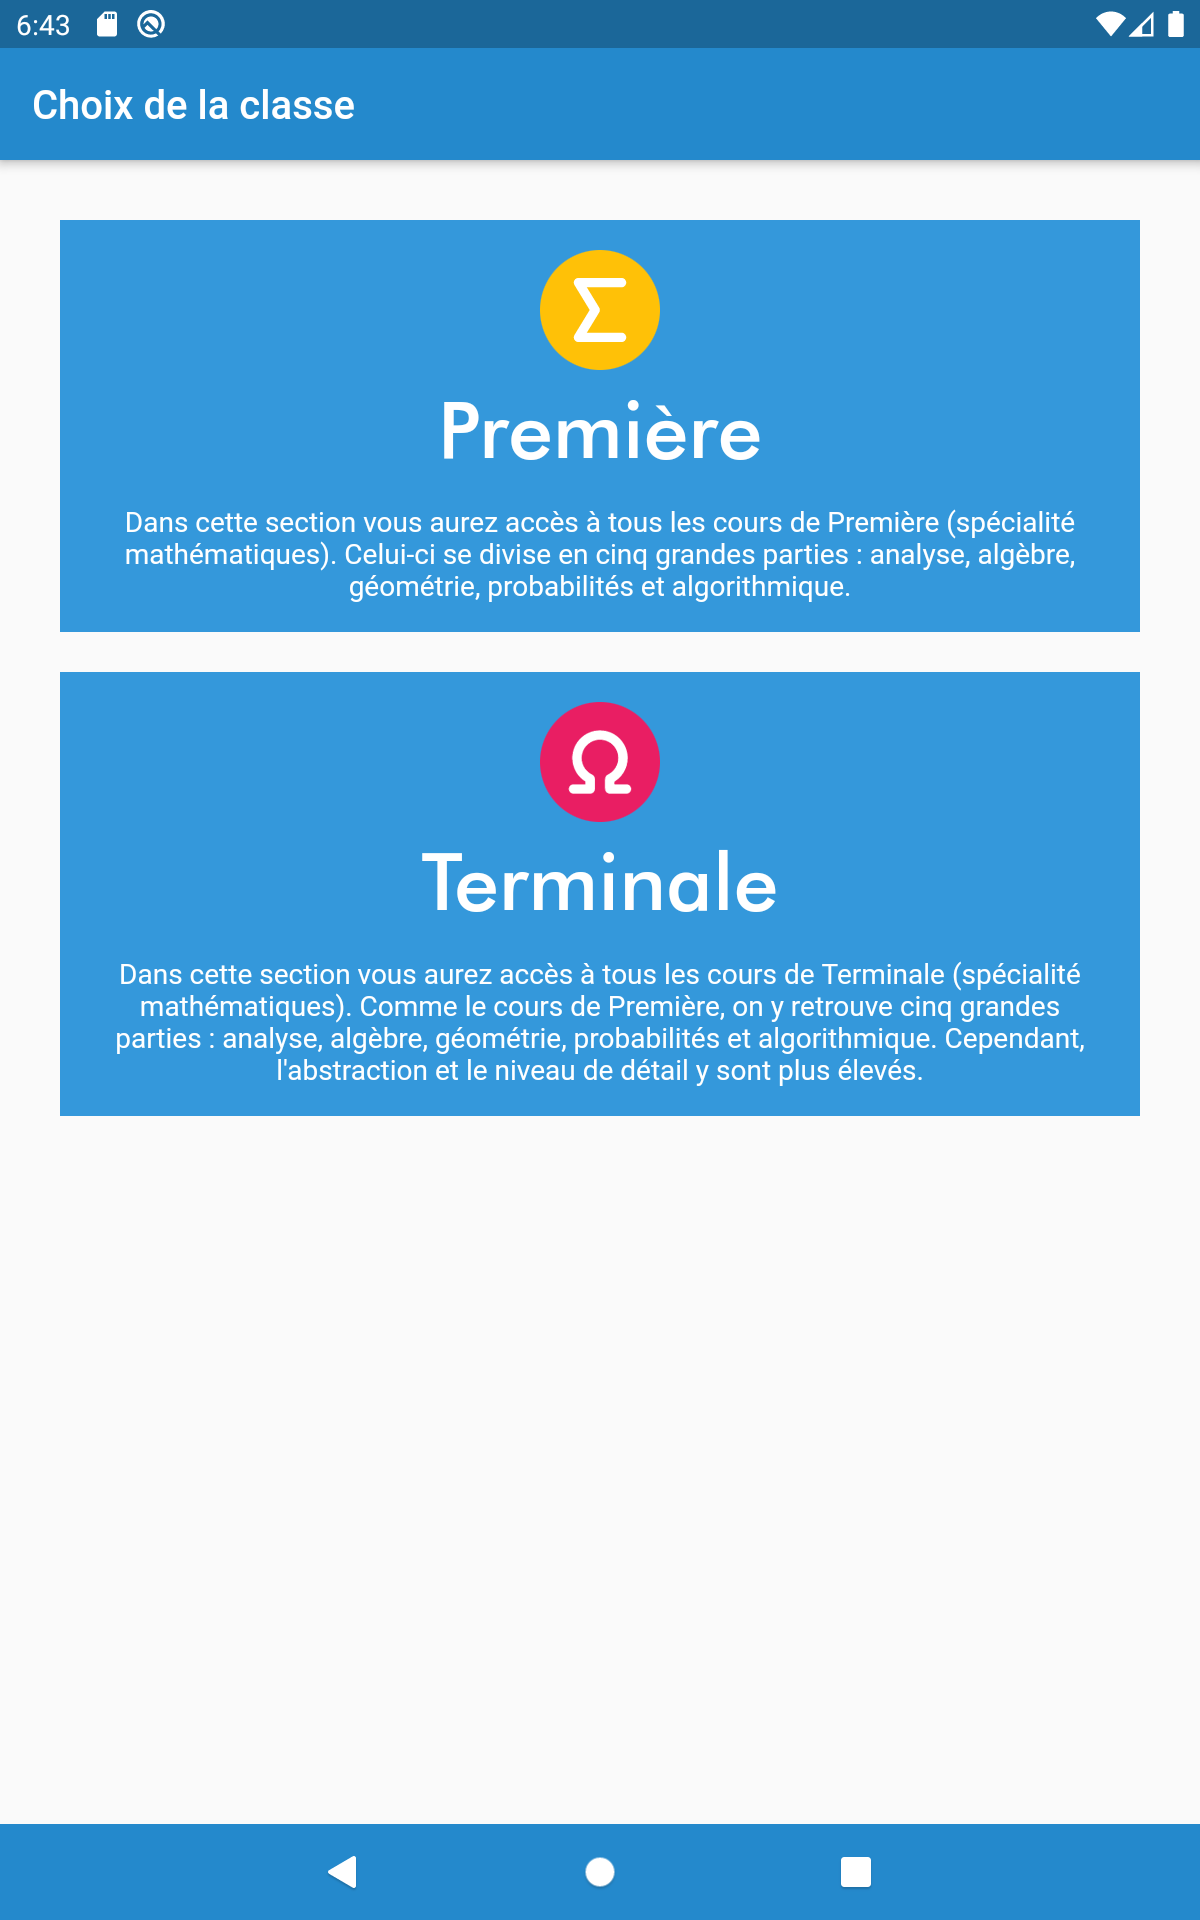 6:43
Choix de la classe
Σ
Première
Dans cette section vous aurez accès à tous les cours de Première (spécialité
mathématiques). Celui-ci se divise en cinq grandes parties : analyse, algèbre,
géométrie, probabilités et algorithmique.
Ω
Terminale
Dans cette section vous aurez accès à tous les cours de Terminale (spécialité
mathématiques). Comme le cours de Première, on y retrouve cinq grandes
parties : analyse, algèbre, géométrie, probabilités et algorithmique. Cependant,
l'abstraction et le niveau de détail y sont plus élevés.